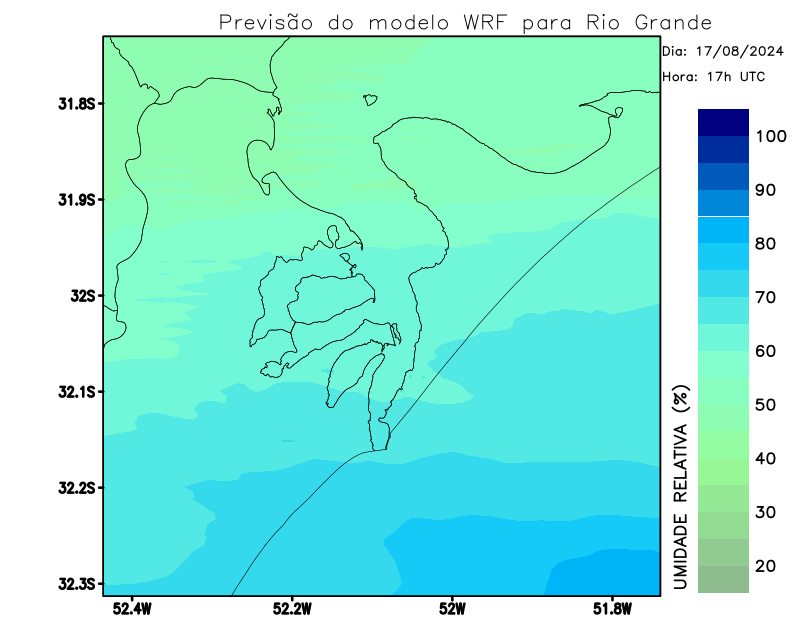 Previsão do modelo WRF para Rio Grande
Dia: 17/08/2024
Hora: 17h UTC
31.8S
31.9S
32S
32.1S
32.2S
32.3S
52.4W
52.2W
52W
51.8W
100
90
80
70
60
50
40
30
20
UMIDADE RELATIVA (%)